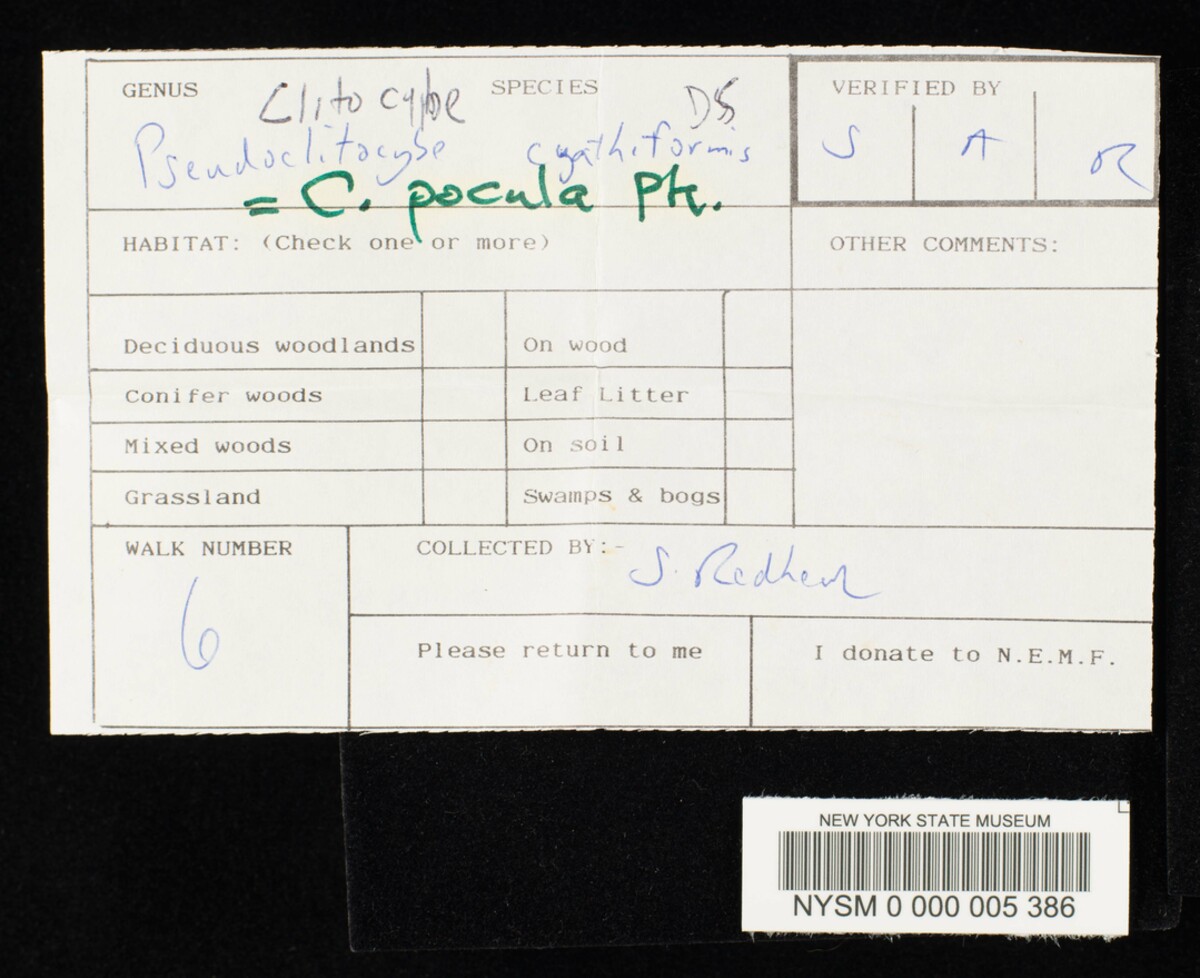 GENUS Clitocybe SPECIES DS VERIFIED BY
Pseudoclitocybe cyathiformis S A R
= C. pocula Pk.
HABITAT: (Check one or more) OTHER COMMENTS:
Deciduous woodlands On wood
Conifer woods Leaf Litter
Mixed woods On soil
Grassland Swamps & bogs
WALK NUMBER COLLECTED BY:- S. Redhead
6
Please return to me I donate to N.E.M.F.
NEW YORK STATE MUSEUM
NYSM 0 000 005 386